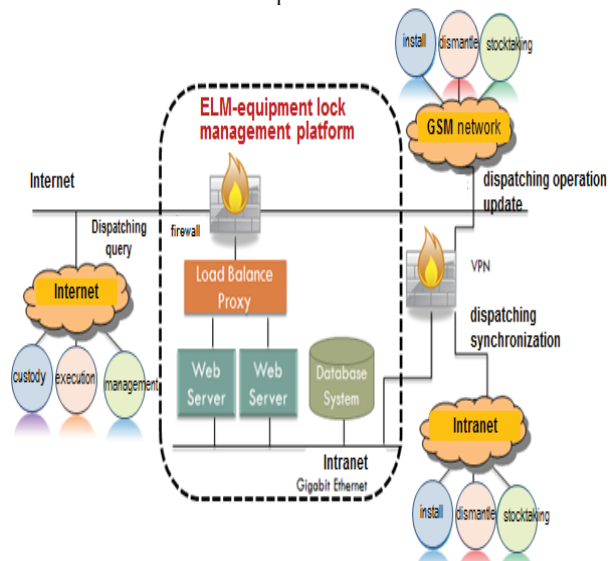 install
dismantle
stocktaking
GSM network
ELM-equipment lock
management platform
Internet
dispatching operation
update
Dispatching
query
firewall
VPN
Internet
Load Balance
Proxy
dispatching
synchronization
custody
execution
management
Web
Server
Web
Server
Database
System
Intranet
Gigabit Ethernet
Intranet
install
dismantle
stocktaking